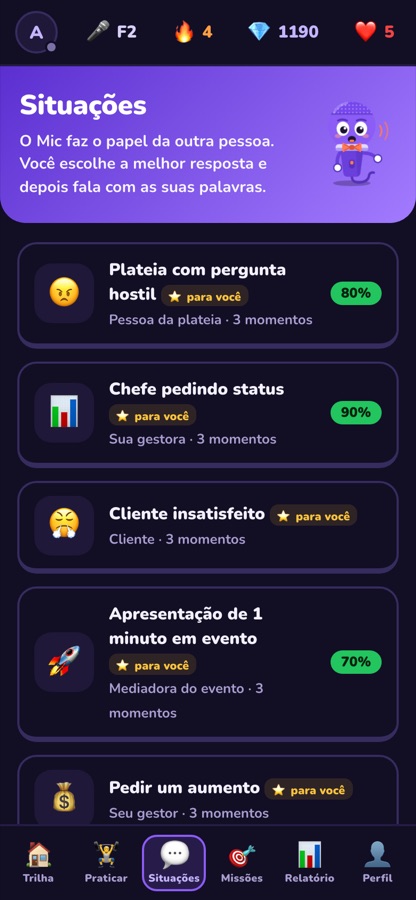 A F2 4 1190 5
Situações
O Mic faz o papel da outra pessoa.
Você escolhe a melhor resposta e
depois fala com as suas palavras.
Plateia com pergunta
hostil para você
80%
Pessoa da plateia · 3 momentos
Chefe pedindo status
para você
90%
Sua gestora · 3 momentos
Cliente insatisfeito para você
Cliente · 3 momentos
Apresentação de 1
minuto em evento
para você
70%
Mediadora do evento · 3
momentos
Pedir um aumento para você
Seu gestor · 3 momentos
Trilha Praticar Situações Missões Relatório Perfil